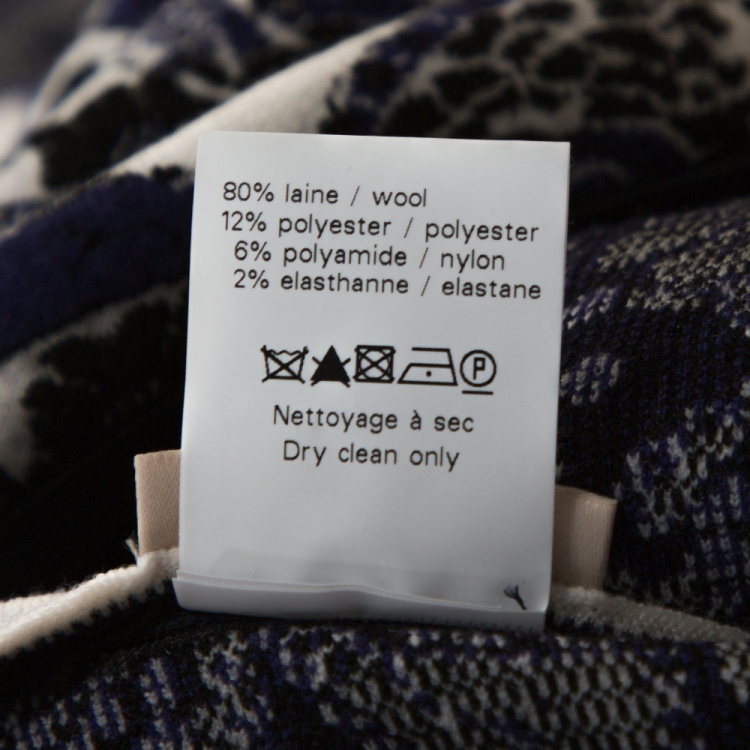 80% laine / wool
12% polyester / polyester
6% polyamide / nylon
2% elasthanne / elastane
P
Nettoyage à sec
Dry clean only